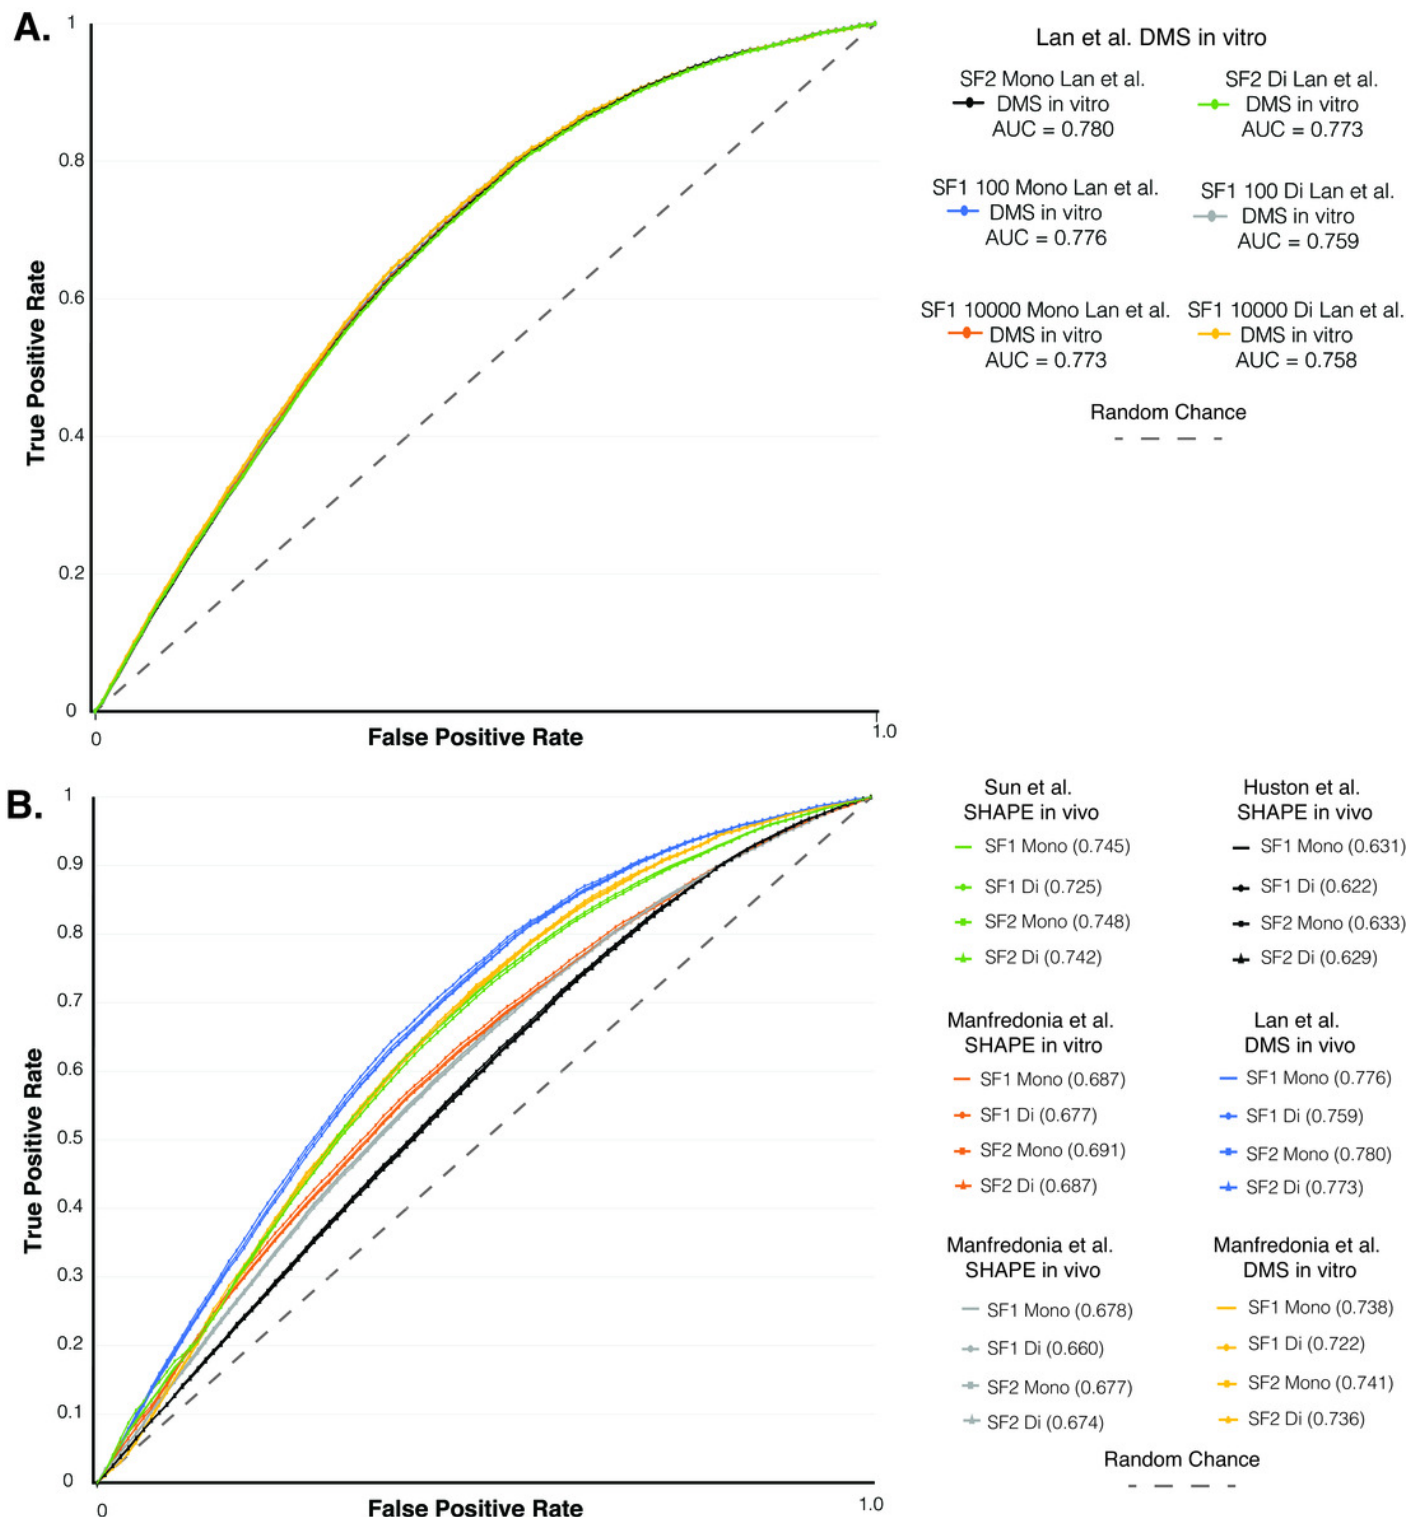 A.
1
0.8
0.6
0.4
0.2
0
True Positive Rate
0
False Positive Rate
1.0
Lan et al. DMS in vitro
SF2 Mono Lan et al.
DMS in vitro
AUC = 0.780
SF2 Di Lan et al.
DMS in vitro
AUC = 0.773
SF1 100 Mono Lan et al.
DMS in vitro
AUC = 0.776
SF1 100 Di Lan et al.
DMS in vitro
AUC = 0.759
SF1 10000 Mono Lan et al.
DMS in vitro
AUC = 0.773
SF1 10000 Di Lan et al.
DMS in vitro
AUC = 0.758
Random Chance
B.
1
0.9
0.8
0.7
0.6
0.5
0.4
0.3
0.2
0.1
0
True Positive Rate
0
False Positive Rate
1.0
Sun et al.
SHAPE in vivo
SF1 Mono (0.745)
SF1 Di (0.725)
SF2 Mono (0.748)
SF2 Di (0.742)
Huston et al.
SHAPE in vivo
SF1 Mono (0.631)
SF1 Di (0.622)
SF2 Mono (0.633)
SF2 Di (0.629)
Manfredonia et al.
SHAPE in vitro
SF1 Mono (0.687)
SF1 Di (0.677)
SF2 Mono (0.691)
SF2 Di (0.687)
Lan et al.
DMS in vivo
SF1 Mono (0.776)
SF1 Di (0.759)
SF2 Mono (0.780)
SF2 Di (0.773)
Manfredonia et al.
SHAPE in vivo
SF1 Mono (0.678)
SF1 Di (0.660)
SF2 Mono (0.677)
SF2 Di (0.674)
Manfredonia et al.
DMS in vitro
SF1 Mono (0.738)
SF1 Di (0.722)
SF2 Mono (0.741)
SF2 Di (0.736)
Random Chance